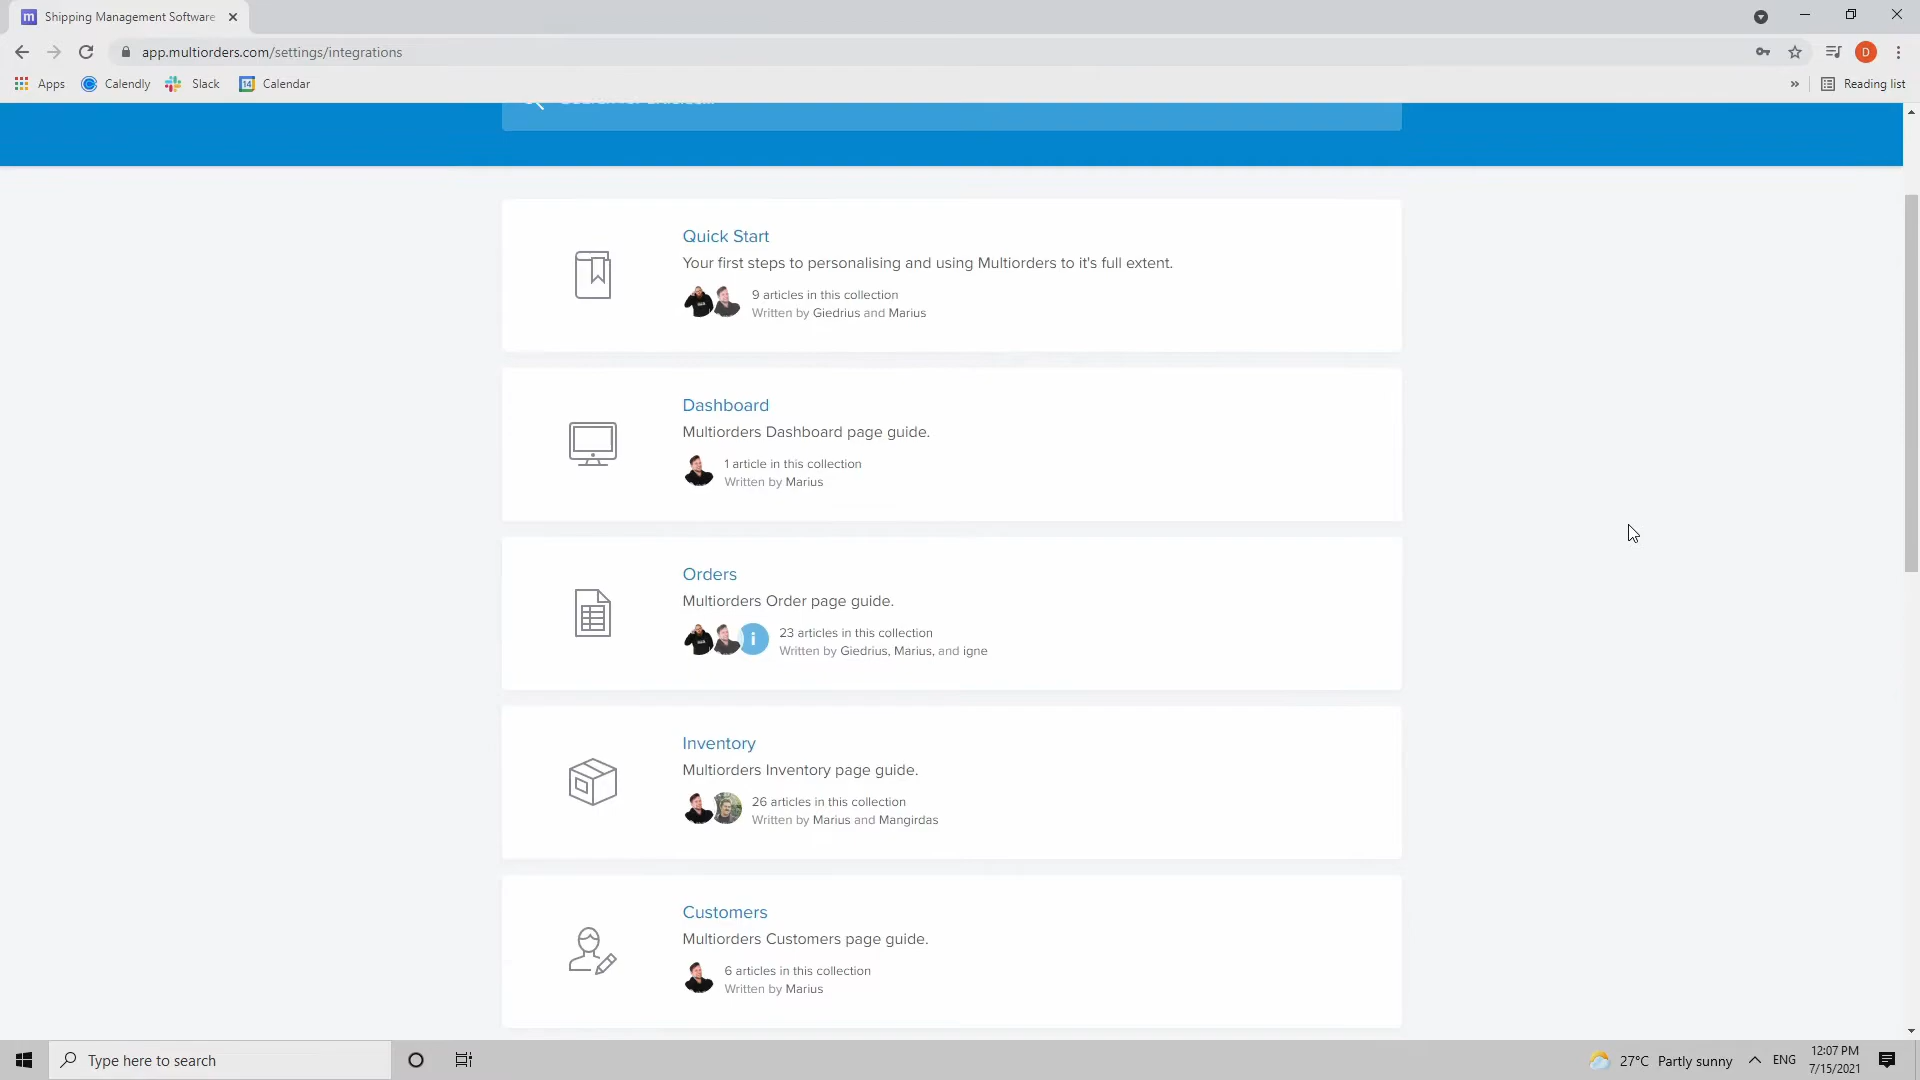 Shipping Management Software
app.multiorders.com/settings/integrations
D
Apps
Calendly
Slack
14
Calendar
»
Reading list
Quick Start
Your first steps to personalising and using Multiorders to it's full extent.
9 articles in this collection
Written by Giedrius and Marius
Dashboard
Multiorders Dashboard page guide.
1 article in this collection
Written by Marius
Orders
Multiorders Order page guide.
i
23 articles in this collection
Written by Giedrius, Marius, and igne
Inventory
Multiorders Inventory page guide.
26 articles in this collection
Written by Marius and Mangirdas
Customers
Multiorders Customers page guide.
6 articles in this collection
Written by Marius
Type here to search
27°C Partly sunny
ENG
12:07 PM
7/15/2021